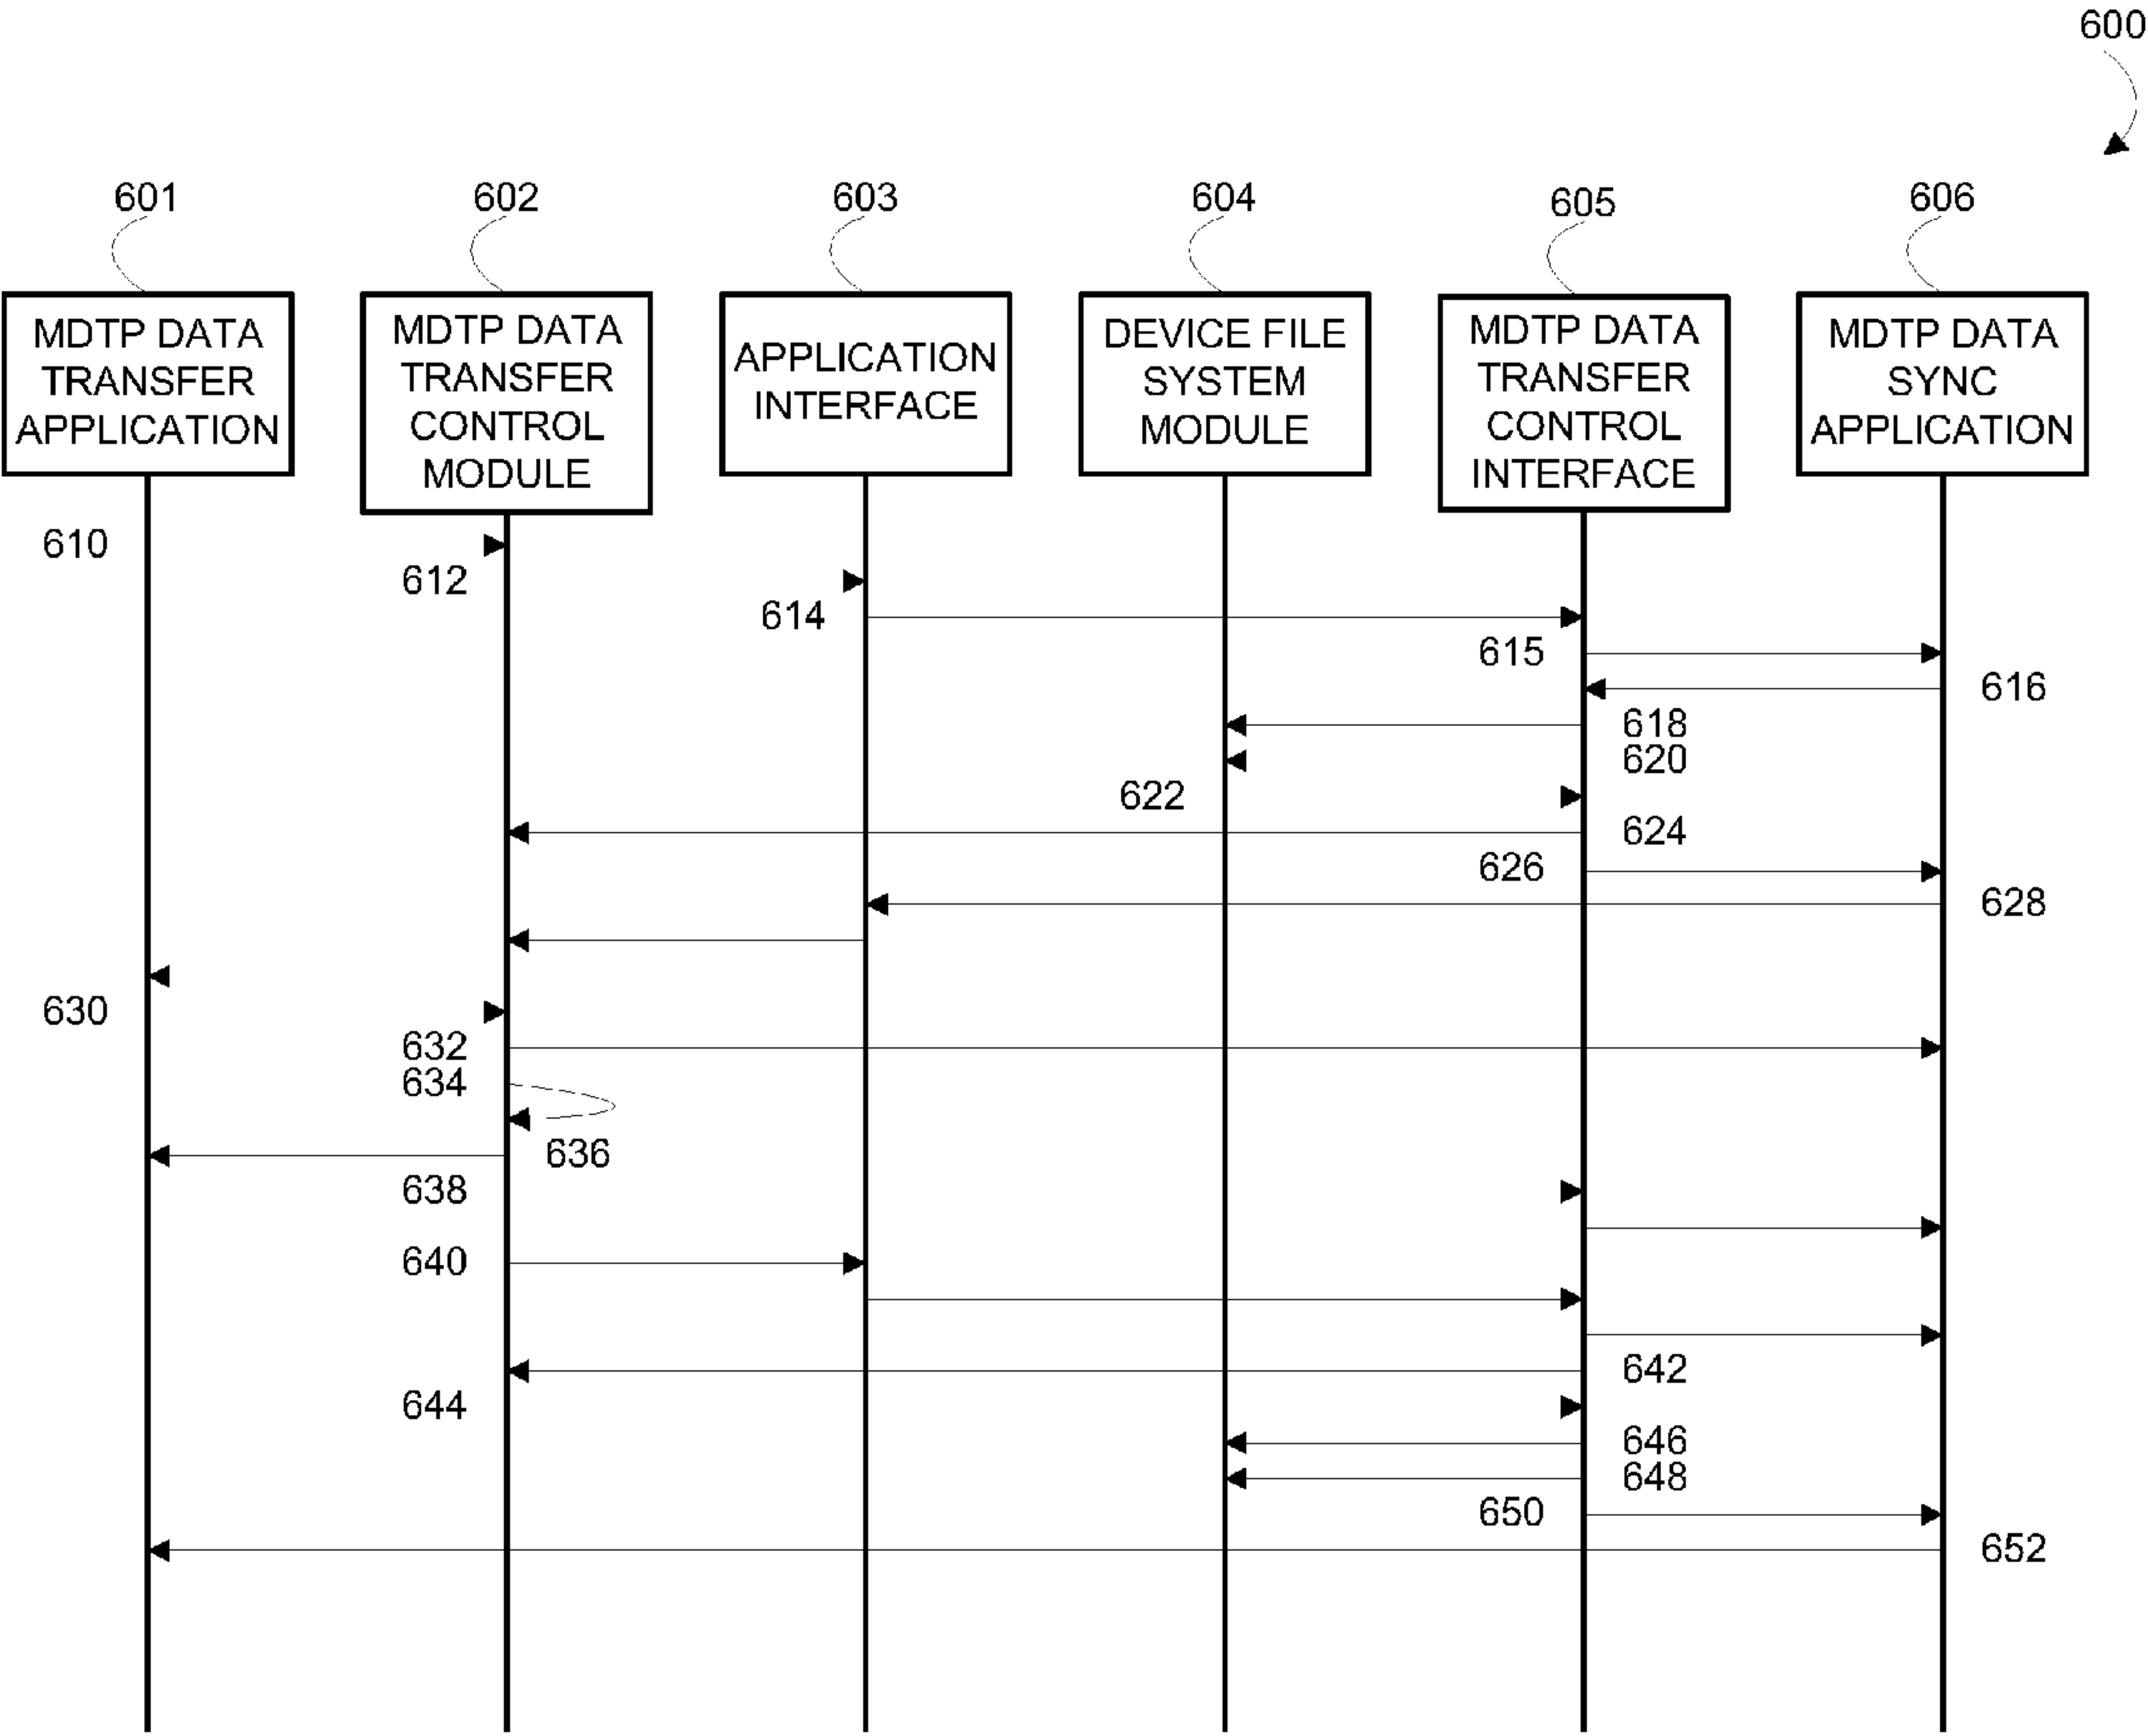 600
601
602
603
604
605
606
MDTP DATA
TRANSFER
APPLICATION
MDTP DATA
TRANSFER
CONTROL
MODULE
APPLICATION
INTERFACE
DEVICE FILE
SYSTEM
MODULE
MDTP DATA
TRANSFER
CONTROL
INTERFACE
MDTP DATA
SYNC
APPLICATION
610
612
614
615
616
618
620
622
624
626
628
630
632
634
636
638
640
642
644
646
648
650
652